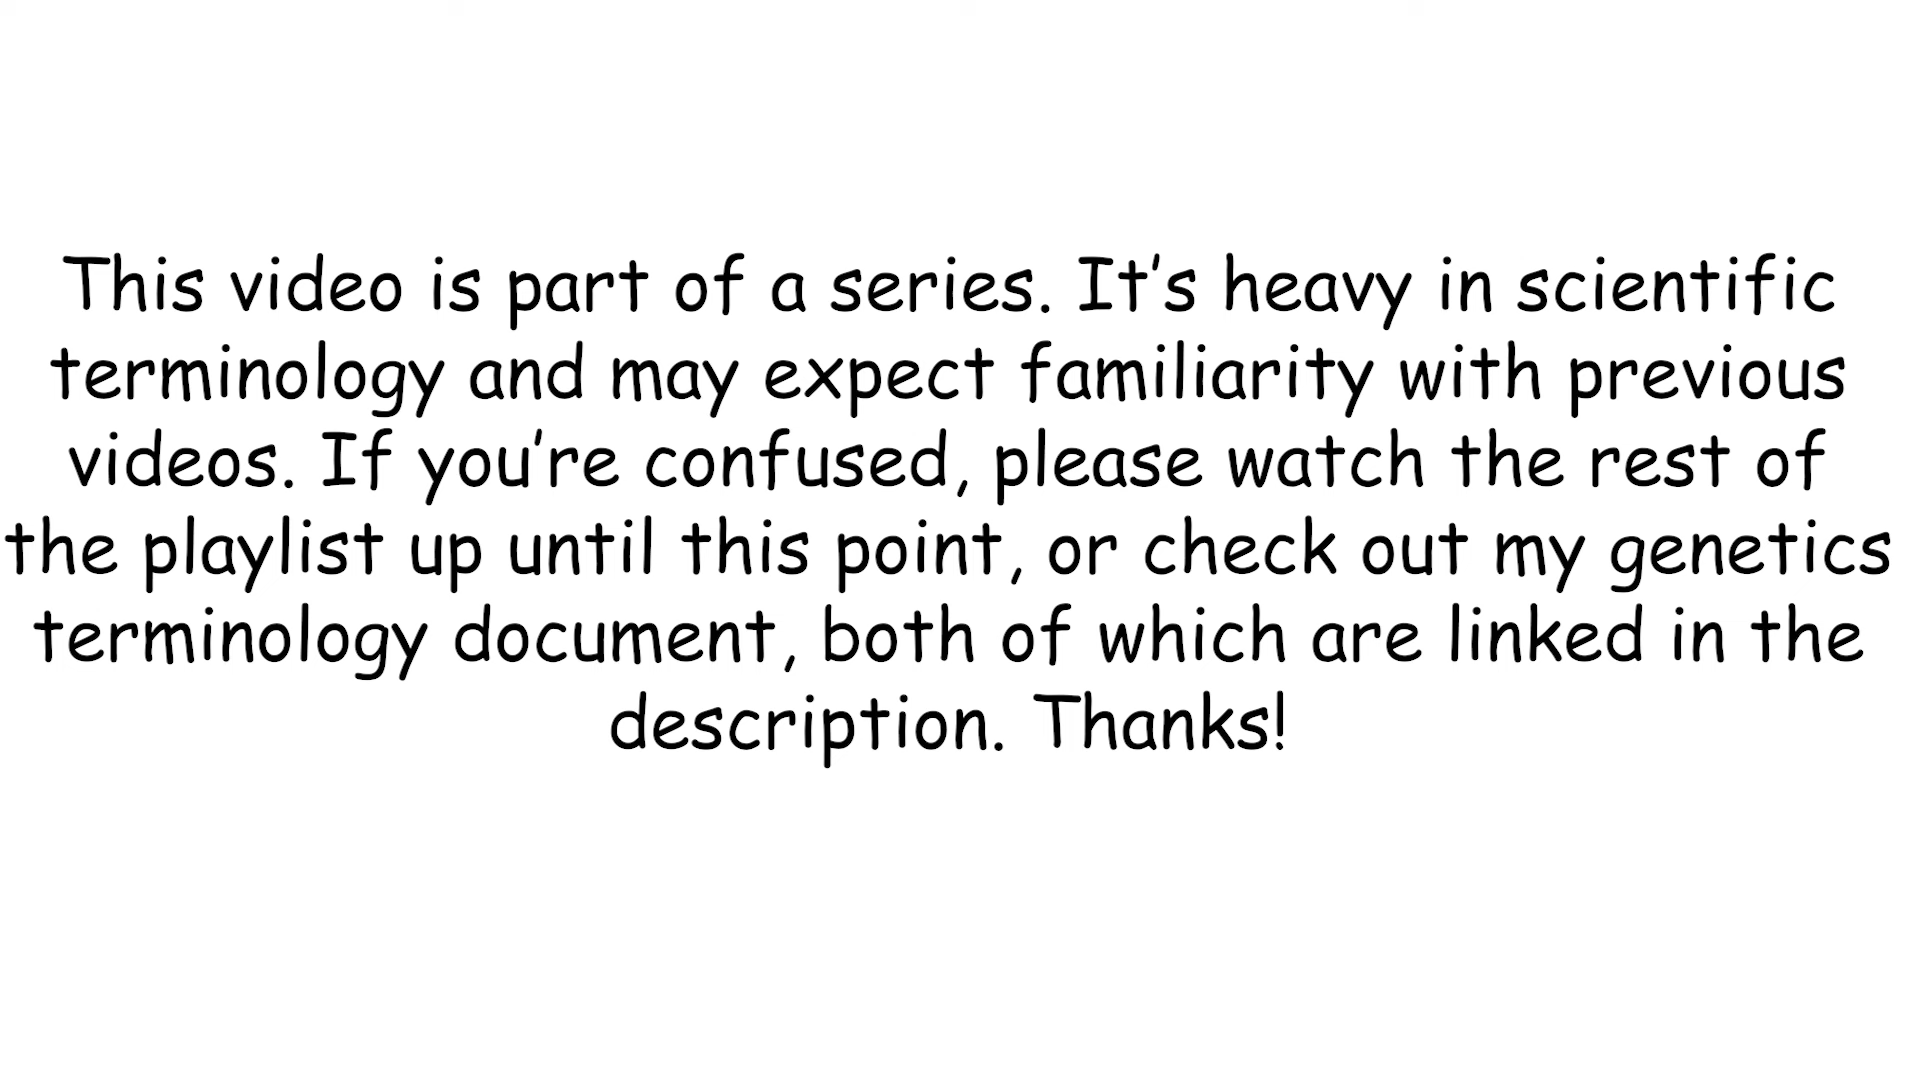 This video is part of a series. It's heavy in scientific
terminology and may expect familiarity with previous
videos. If you're confused, please watch the rest of
the playlist up until this point, or check out my genetics
terminology document, both of which are linked in the
description. Thanks!